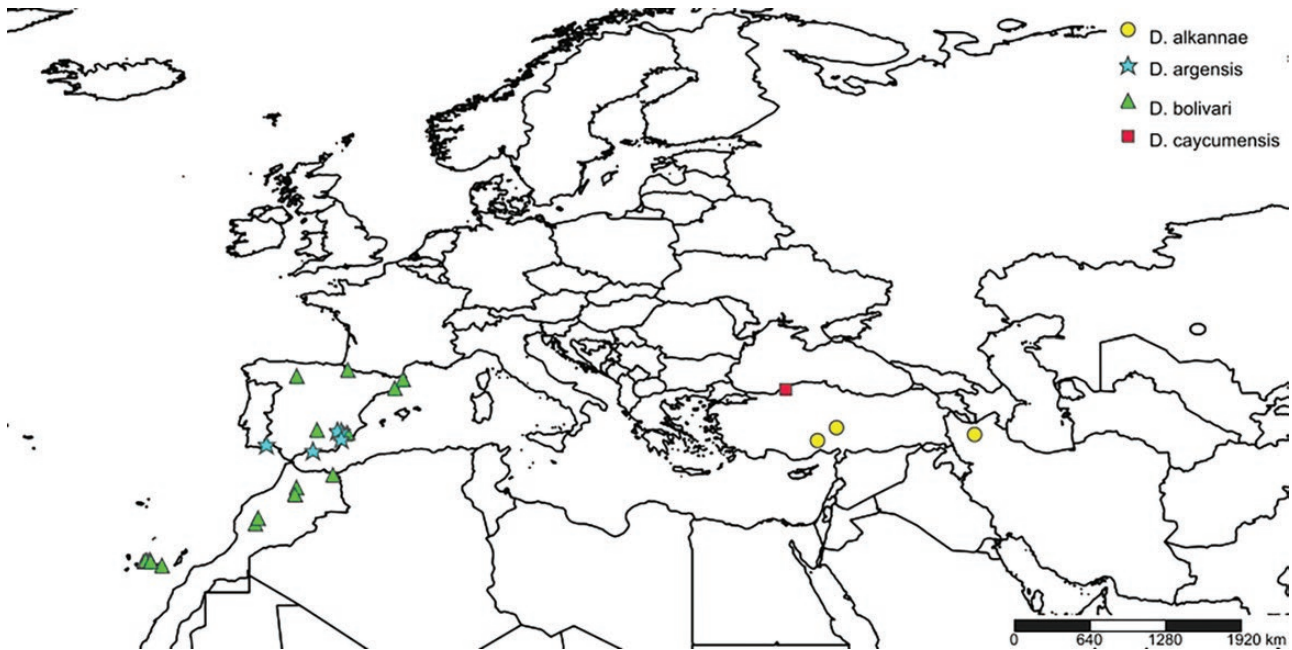 D. alkannae
D. argensis
D. bolivari
D. caycumensis
0 640 1280 1920 km